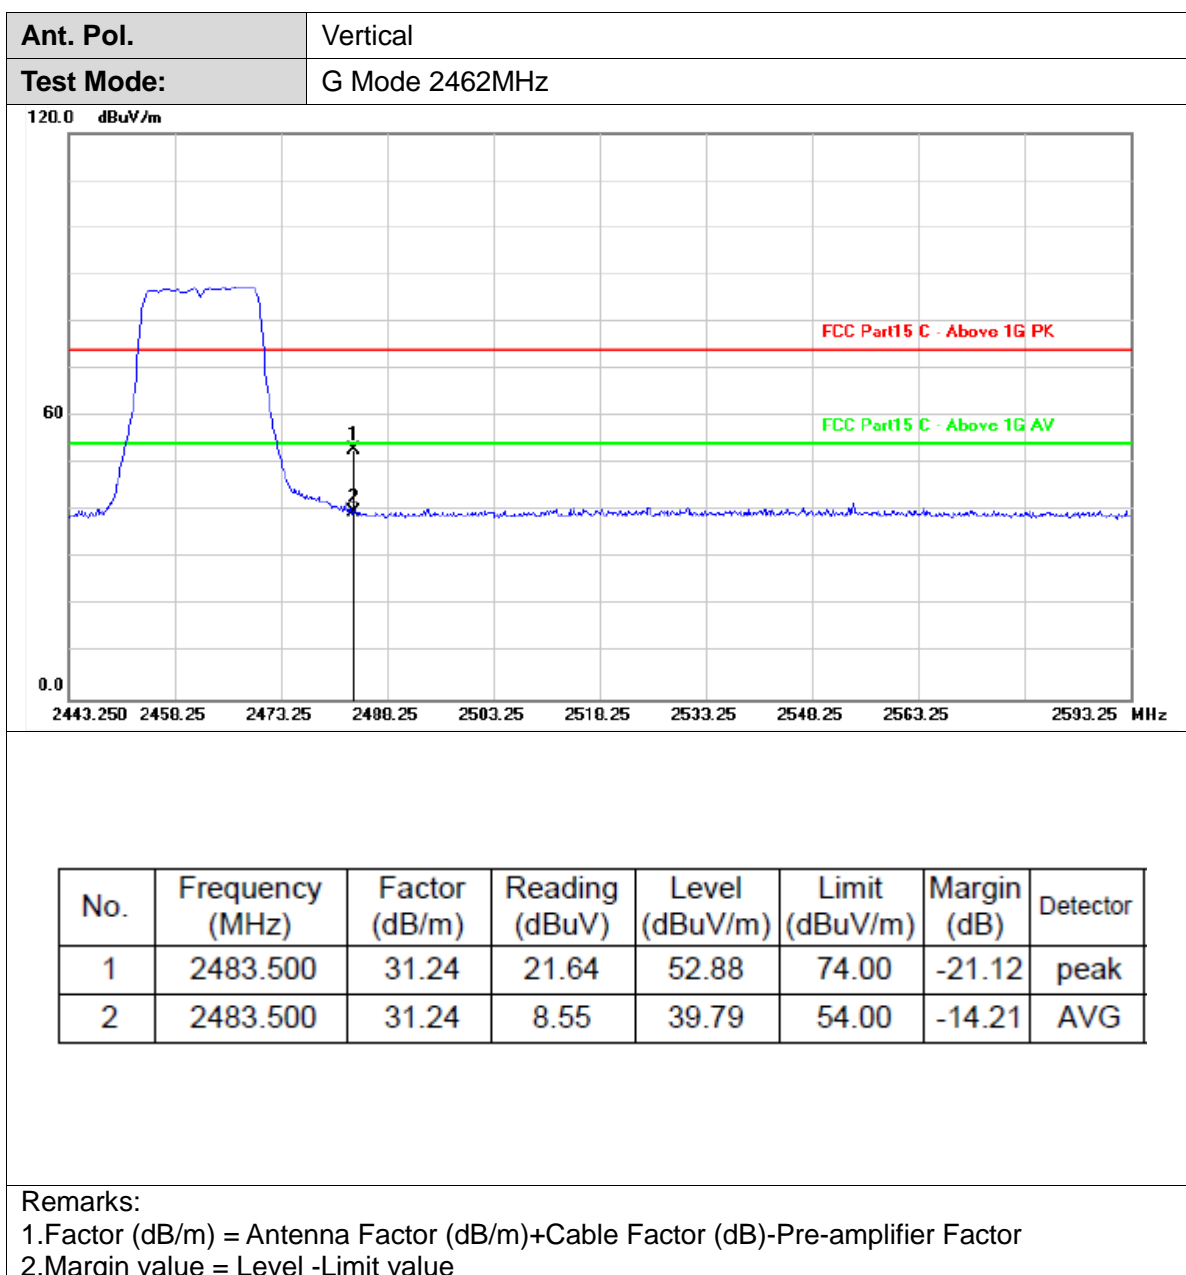 Ant. Pol. Vertical
Test Mode: G Mode 2462MHz
120.0 dBuV/m
FCC Part15 C - Above 1G PK
60
FCC Part15 C - Above 1G AV
1
2
0.0
2443.250 2458.25 2473.25 2488.25 2503.25 2518.25 2533.25 2548.25 2563.25 2593.25 MHz
No. Frequency (MHz) Factor (dB/m) Reading (dBuV) Level (dBuV/m) Limit (dBuV/m) Margin (dB) Detector
1 2483.500 31.24 21.64 52.88 74.00 -21.12 peak
2 2483.500 31.24 8.55 39.79 54.00 -14.21 AVG
Remarks:
1.Factor (dB/m) = Antenna Factor (dB/m)+Cable Factor (dB)-Pre-amplifier Factor
2.Margin value = Level -Limit value